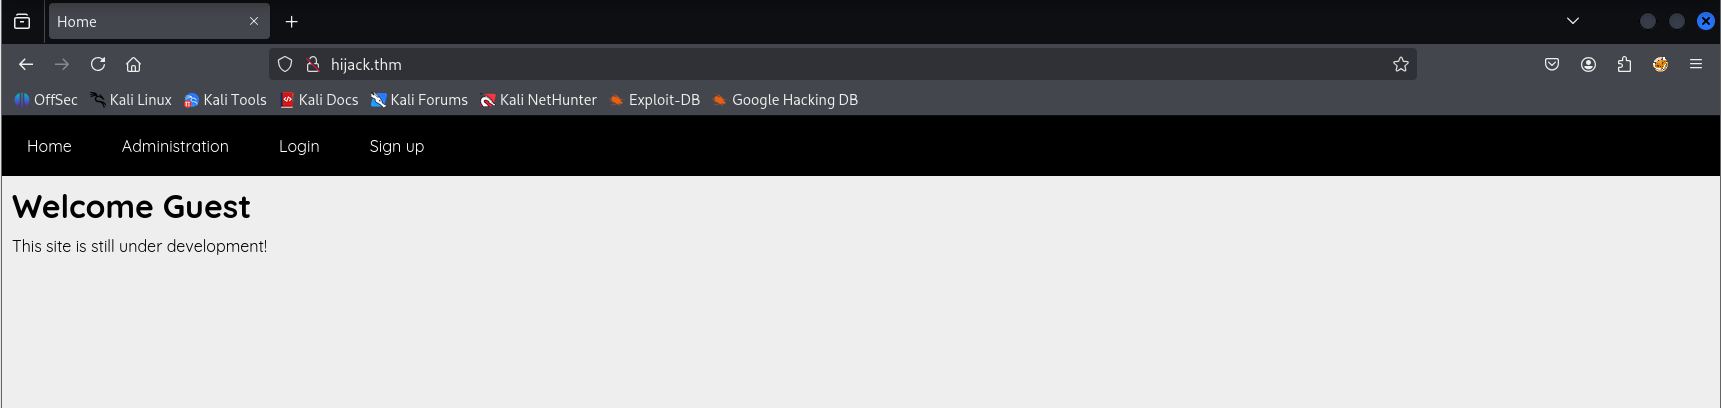 Home
hijack.thm
OffSec Kali Linux Kali Tools Kali Docs Kali Forums Kali NetHunter Exploit-DB Google Hacking DB
Home Administration Login Sign up
Welcome Guest
This site is still under development!